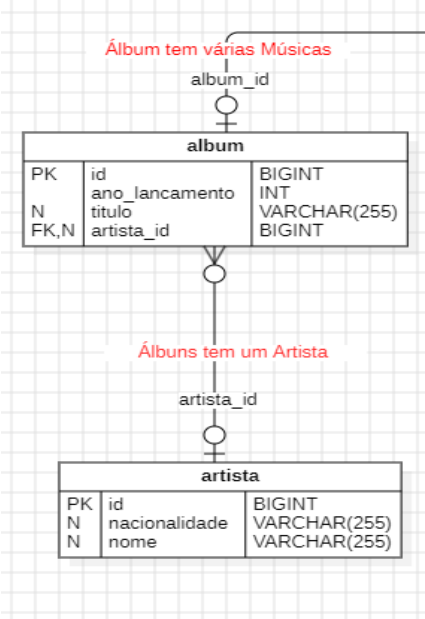 Álbum tem várias Músicas
album_id
album
PK id BIGINT
ano_lancamento INT
N titulo VARCHAR(255)
FK,N artista_id BIGINT
Álbuns tem um Artista
artista_id
artista
PK id BIGINT
N nacionalidade VARCHAR(255)
N nome VARCHAR(255)